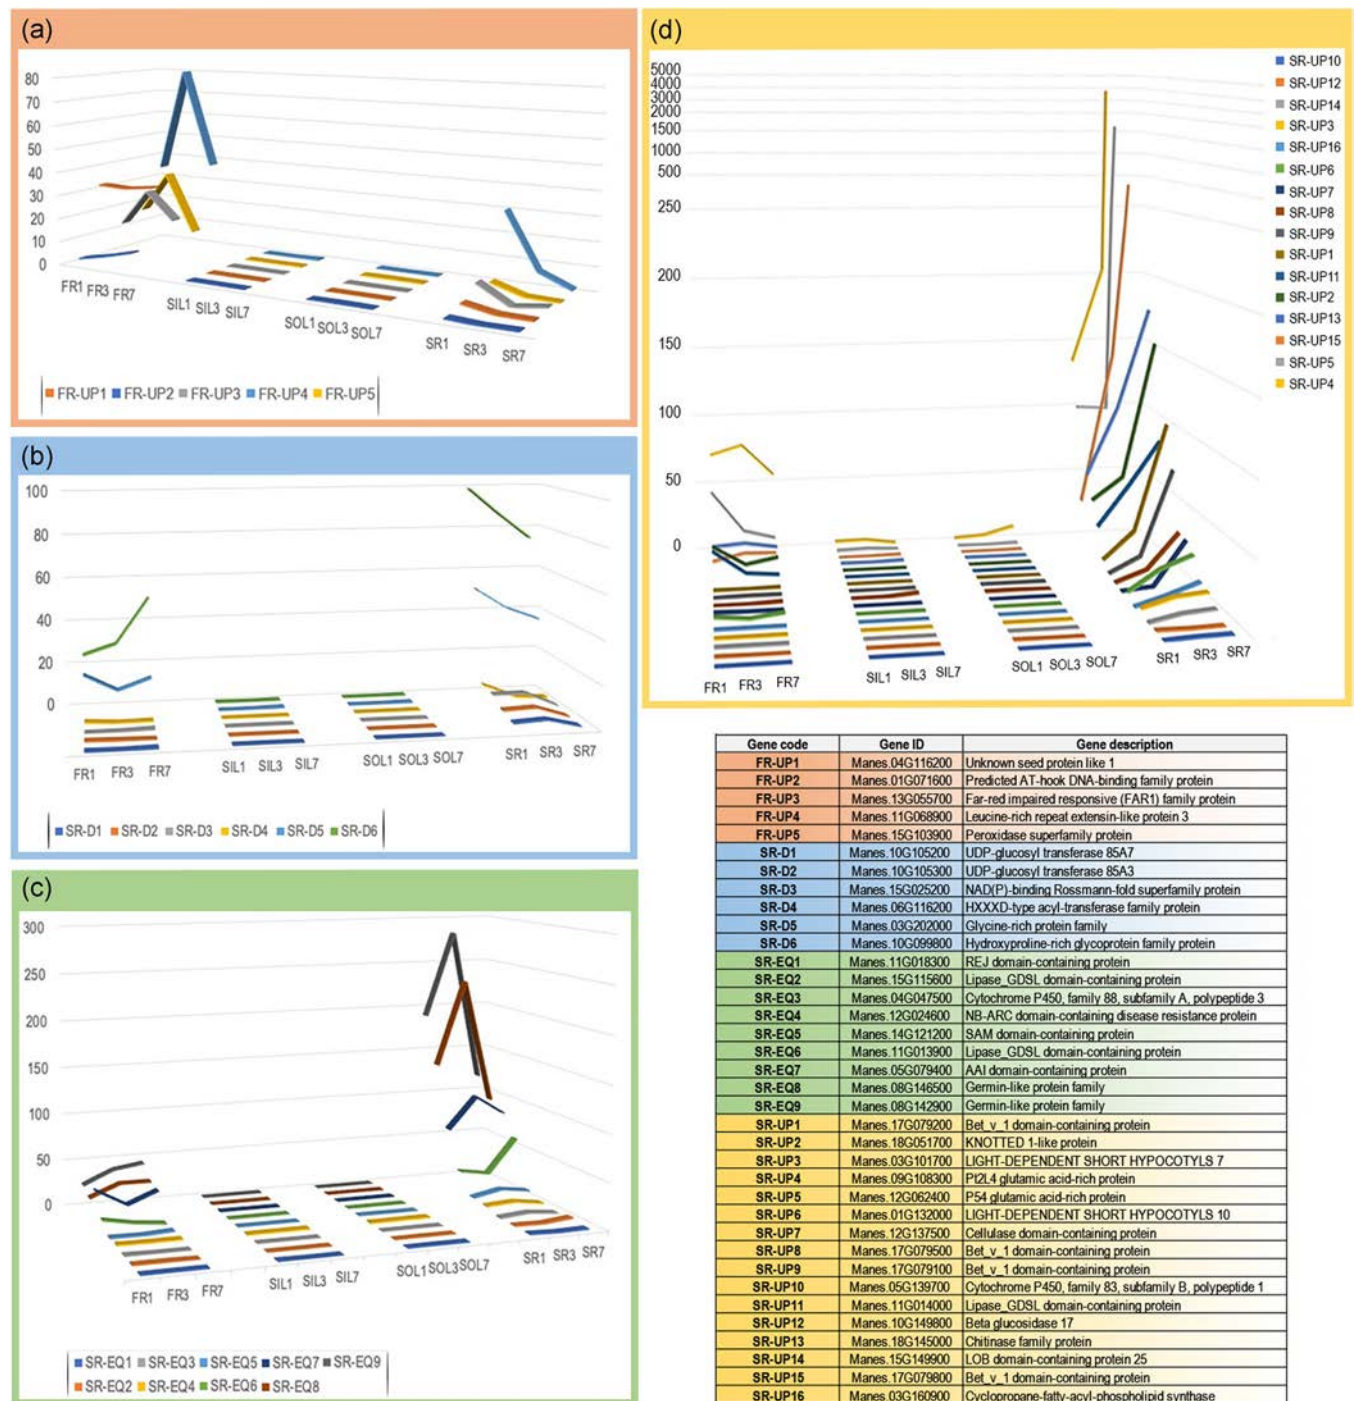 (a)
80
70
60
50
40
30
20
10
0
FR1 FR3 FR7 SIL1 SIL3 SIL7 SOL1 SOL3 SOL7 SR1 SR3 SR7
FR-UP1 FR-UP2 FR-UP3 FR-UP4 FR-UP5
(b)
100
80
60
40
20
0
FR1 FR3 FR7 SIL1 SIL3 SIL7 SOL1 SOL3 SOL7 SR1 SR3 SR7
SR-D1 SR-D2 SR-D3 SR-D4 SR-D5 SR-D6
(c)
300
250
200
150
100
50
0
FR1 FR3 FR7 SIL1 SIL3 SIL7 SOL1 SOL3 SOL7 SR1 SR3 SR7
SR-EQ1 SR-EQ3 SR-EQ5 SR-EQ7 SR-EQ9
SR-EQ2 SR-EQ4 SR-EQ6 SR-EQ8
(d)
5000
4000
3000
2000
1500
1000
500
250
200
150
100
50
0
FR1 FR3 FR7 SIL1 SIL3 SIL7 SOL1 SOL3 SOL7 SR1 SR3 SR7
SR-UP10
SR-UP12
SR-UP14
SR-UP3
SR-UP16
SR-UP6
SR-UP7
SR-UP8
SR-UP9
SR-UP1
SR-UP11
SR-UP2
SR-UP13
SR-UP15
SR-UP5
SR-UP4
Gene code Gene ID Gene description
FR-UP1 Manes.04G116200 Unknown seed protein like 1
FR-UP2 Manes.01G071600 Predicted AT-hook DNA-binding family protein
FR-UP3 Manes.13G055700 Far-red impaired responsive (FAR1) family protein
FR-UP4 Manes.11G068900 Leucine-rich repeat extensin-like protein 3
FR-UP5 Manes.15G103900 Peroxidase superfamily protein
SR-D1 Manes.10G105200 UDP-glucosyl transferase 85A7
SR-D2 Manes.10G105300 UDP-glucosyl transferase 85A3
SR-D3 Manes.15G025200 NAD(P)-binding Rossmann-fold superfamily protein
SR-D4 Manes.06G116200 HXXXD-type acyl-transferase family protein
SR-D5 Manes.03G202000 Glycine-rich protein family
SR-D6 Manes.10G099800 Hydroxyproline-rich glycoprotein family protein
SR-EQ1 Manes.11G018300 REJ domain-containing protein
SR-EQ2 Manes.15G115600 Lipase_GDSL domain-containing protein
SR-EQ3 Manes.04G047500 Cytochrome P450, family 88, subfamily A, polypeptide 3
SR-EQ4 Manes.12G024600 NB-ARC domain-containing disease resistance protein
SR-EQ5 Manes.14G121200 SAM domain-containing protein
SR-EQ6 Manes.11G013900 Lipase_GDSL domain-containing protein
SR-EQ7 Manes.05G079400 AAI domain-containing protein
SR-EQ8 Manes.08G146500 Germin-like protein family
SR-EQ9 Manes.08G142900 Germin-like protein family
SR-UP1 Manes.17G079200 Bet_v_1 domain-containing protein
SR-UP2 Manes.18G051700 KNOTTED 1-like protein
SR-UP3 Manes.03G101700 LIGHT-DEPENDENT SHORT HYPOCOTYLS 7
SR-UP4 Manes.09G108300 Pt2L4 glutamic acid-rich protein
SR-UP5 Manes.12G062400 P54 glutamic acid-rich protein
SR-UP6 Manes.01G132000 LIGHT-DEPENDENT SHORT HYPOCOTYLS 10
SR-UP7 Manes.12G137500 Cellulase domain-containing protein
SR-UP8 Manes.17G079500 Bet_v_1 domain-containing protein
SR-UP9 Manes.17G079100 Bet_v_1 domain-containing protein
SR-UP10 Manes.05G139700 Cytochrome P450, family 83, subfamily B, polypeptide 1
SR-UP11 Manes.11G014000 Lipase_GDSL domain-containing protein
SR-UP12 Manes.10G149800 Beta glucosidase 17
SR-UP13 Manes.18G145000 Chitinase family protein
SR-UP14 Manes.15G149900 LOB domain-containing protein 25
SR-UP15 Manes.17G079800 Bet_v_1 domain-containing protein
SR-UP16 Manes.03G160900 Cyclopropane-fatty-acyl-phospholipid synthase